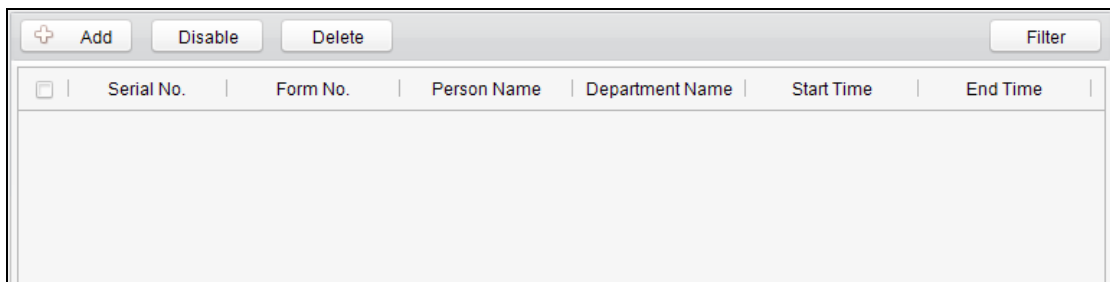 Add Disable Delete Filter
Serial No. Form No. Person Name Department Name Start Time End Time